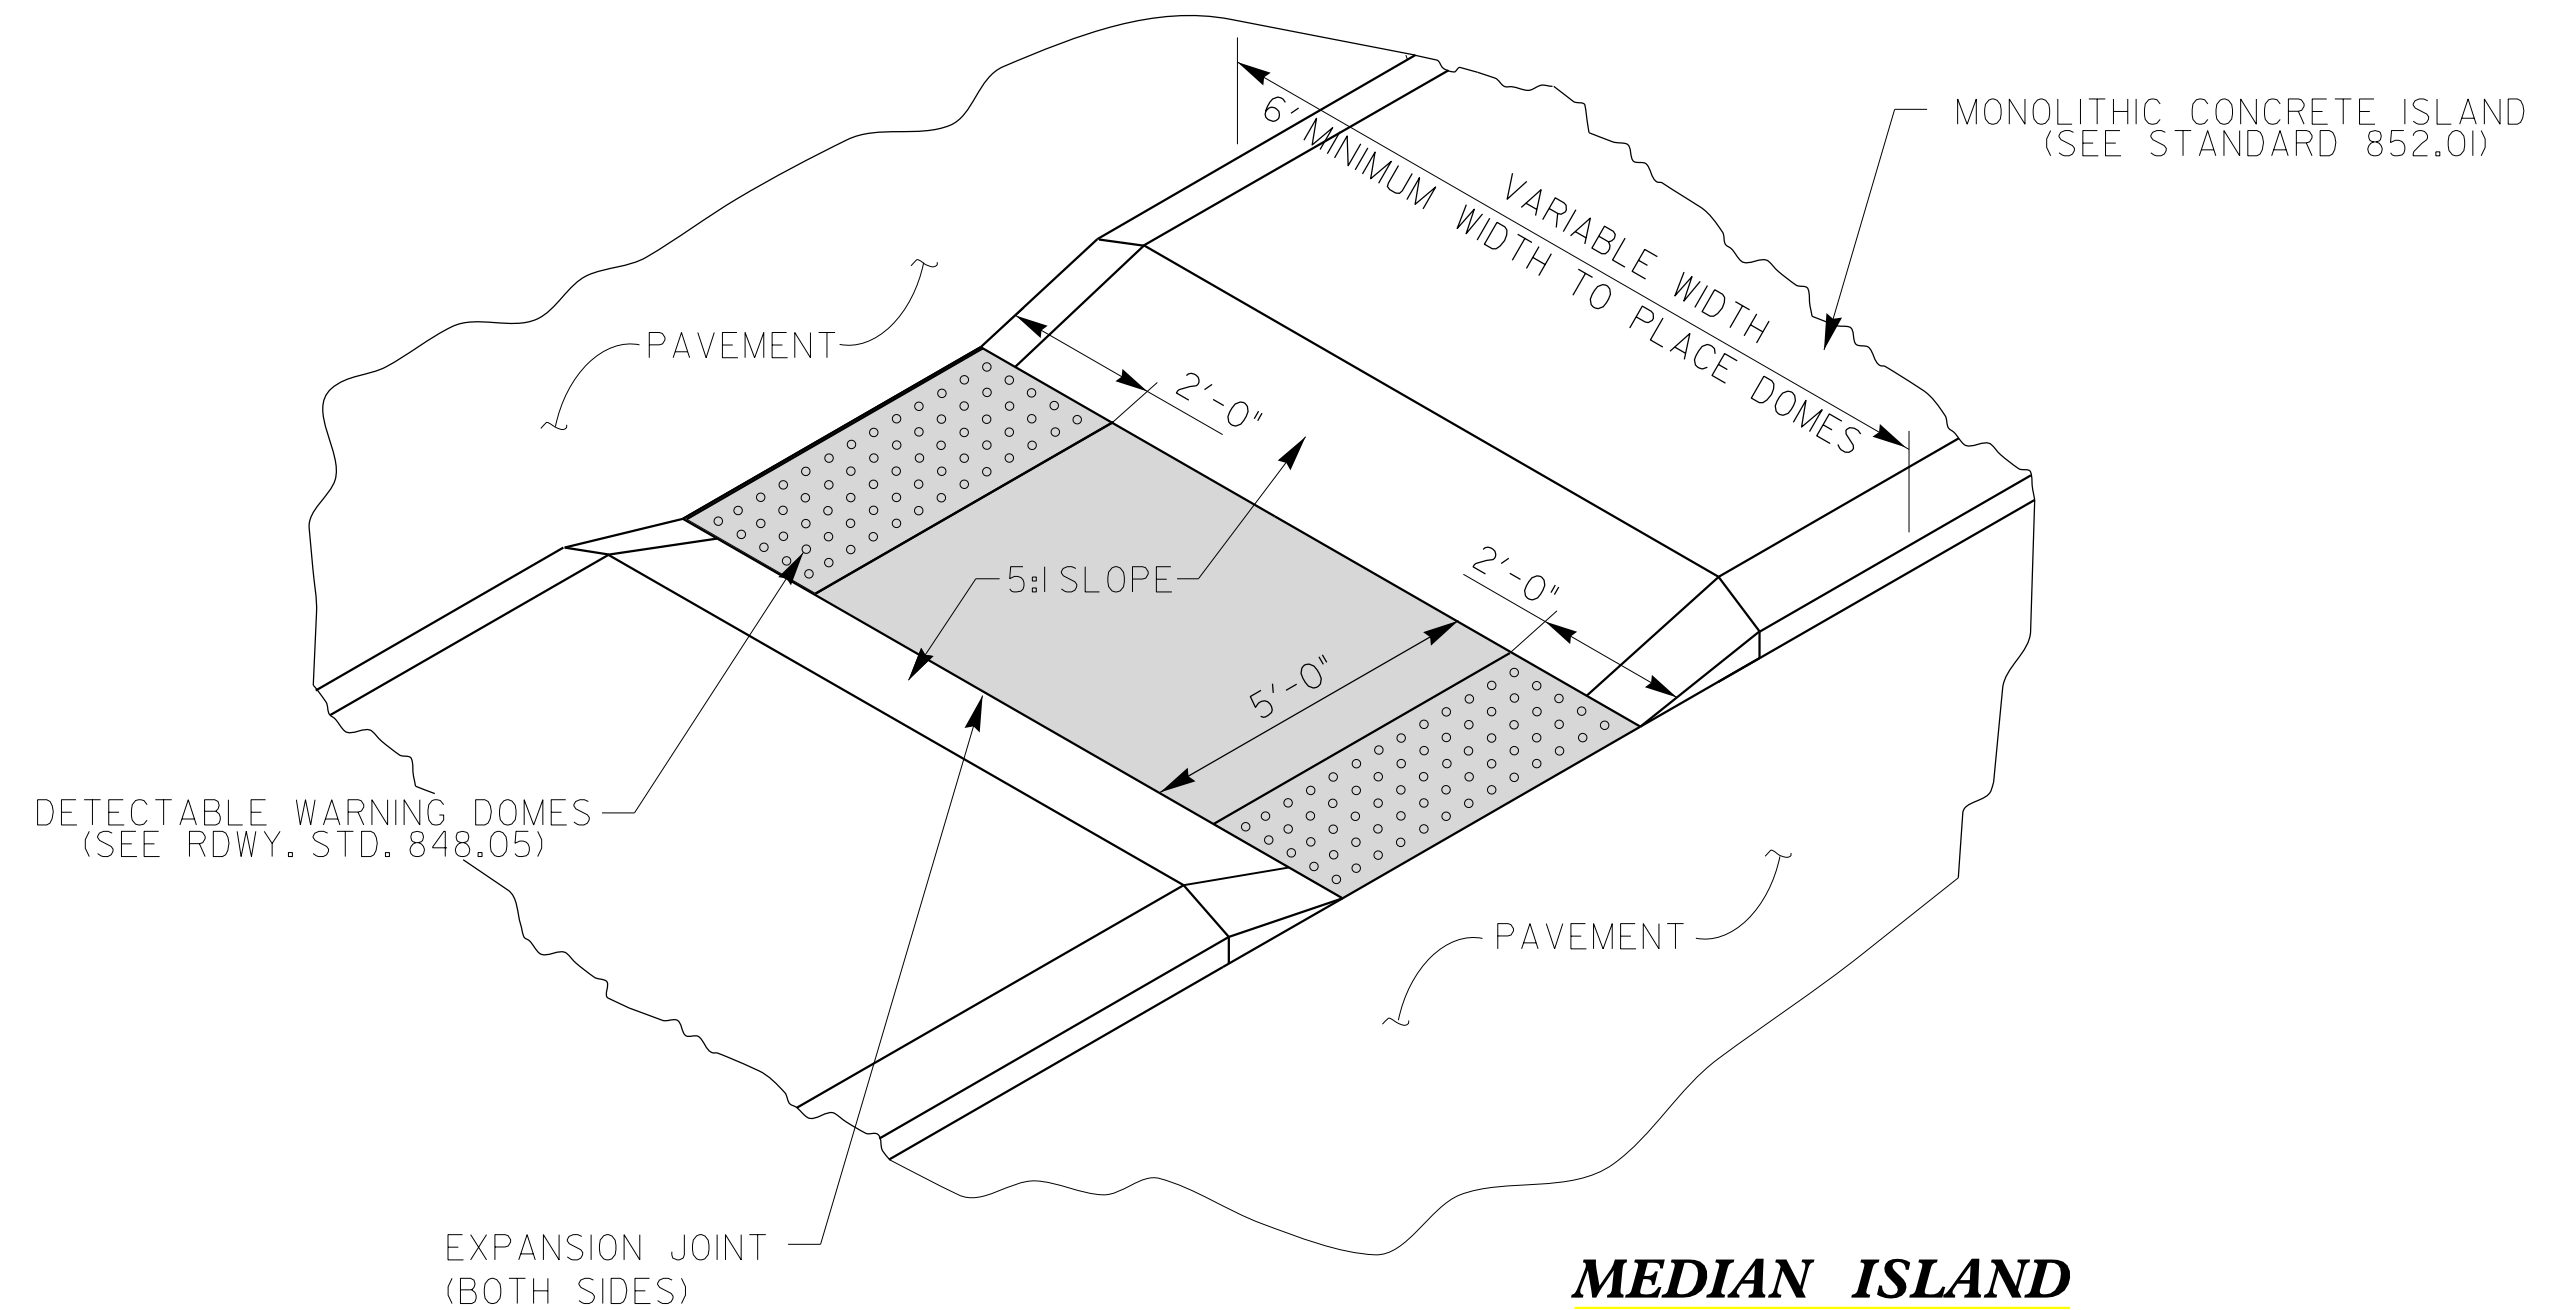 MONOLITHIC CONCRETE ISLAND
(SEE STANDARD 852.01)
VARIABLE WIDTH
6' MINIMUM WIDTH TO PLACE DOMES
PAVEMENT
2'-0"
5:1 SLOPE
2'-0"
5'-0"
DETECTABLE WARNING DOMES
(SEE RDWY. STD. 848.05)
PAVEMENT
EXPANSION JOINT
(BOTH SIDES)
MEDIAN ISLAND